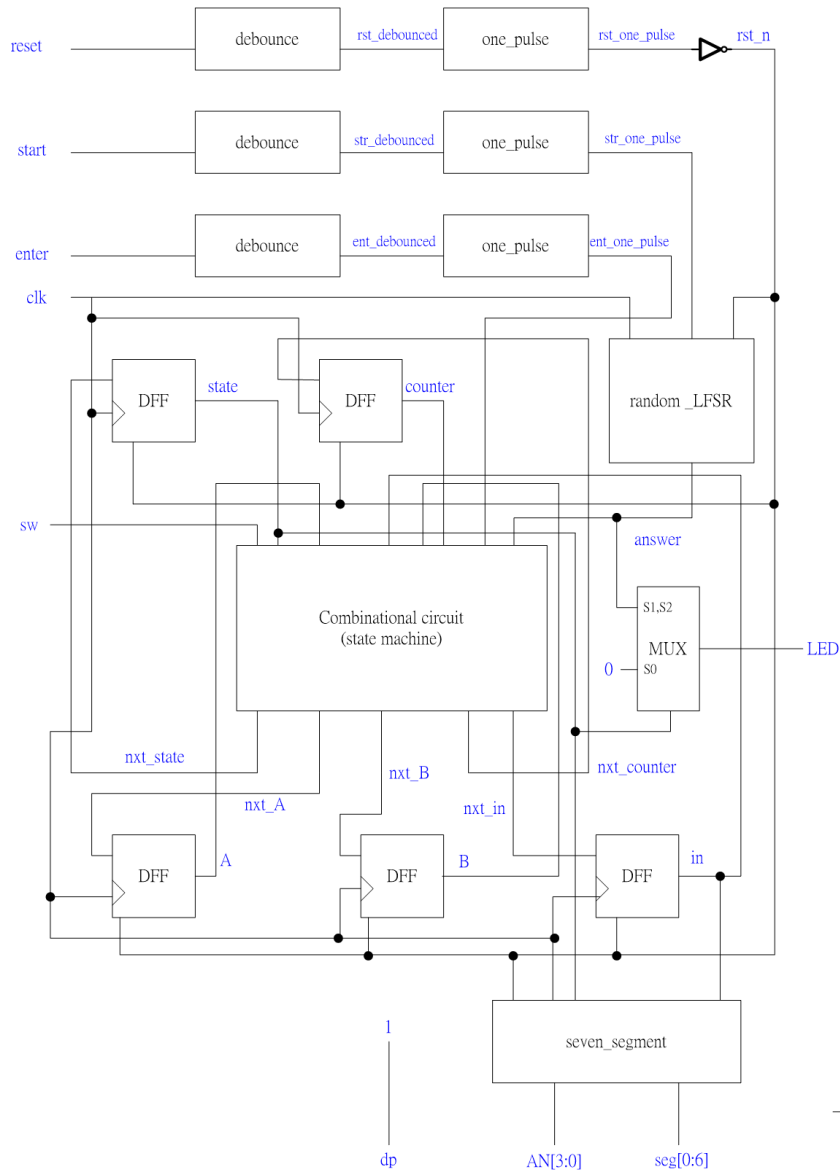 reset
debounce
rst_debounced
one_pulse
rst_one_pulse
rst_n
start
debounce
str_debounced
one_pulse
str_one_pulse
enter
debounce
ent_debounced
one_pulse
ent_one_pulse
clk
DFF
state
DFF
counter
random _LFSR
sw
answer
Combinational circuit
(state machine)
S1,S2
MUX
0
S0
LED
nxt_state
nxt_A
nxt_B
nxt_in
nxt_counter
DFF
A
DFF
B
DFF
in
1
seven_segment
dp
AN[3:0]
seg[0:6]